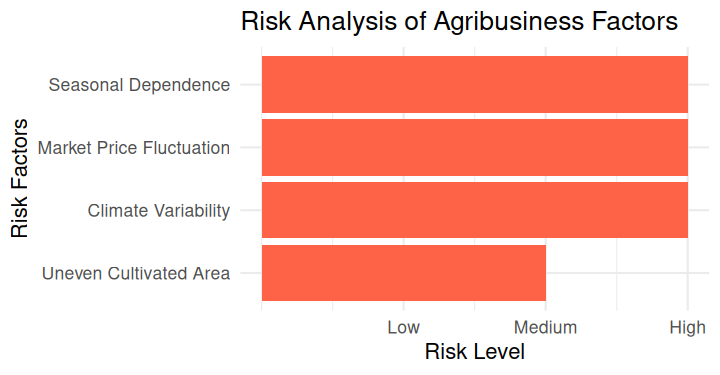 Risk Analysis of Agribusiness Factors
Risk Factors
Seasonal Dependence
Market Price Fluctuation
Climate Variability
Uneven Cultivated Area
Low Medium High
Risk Level